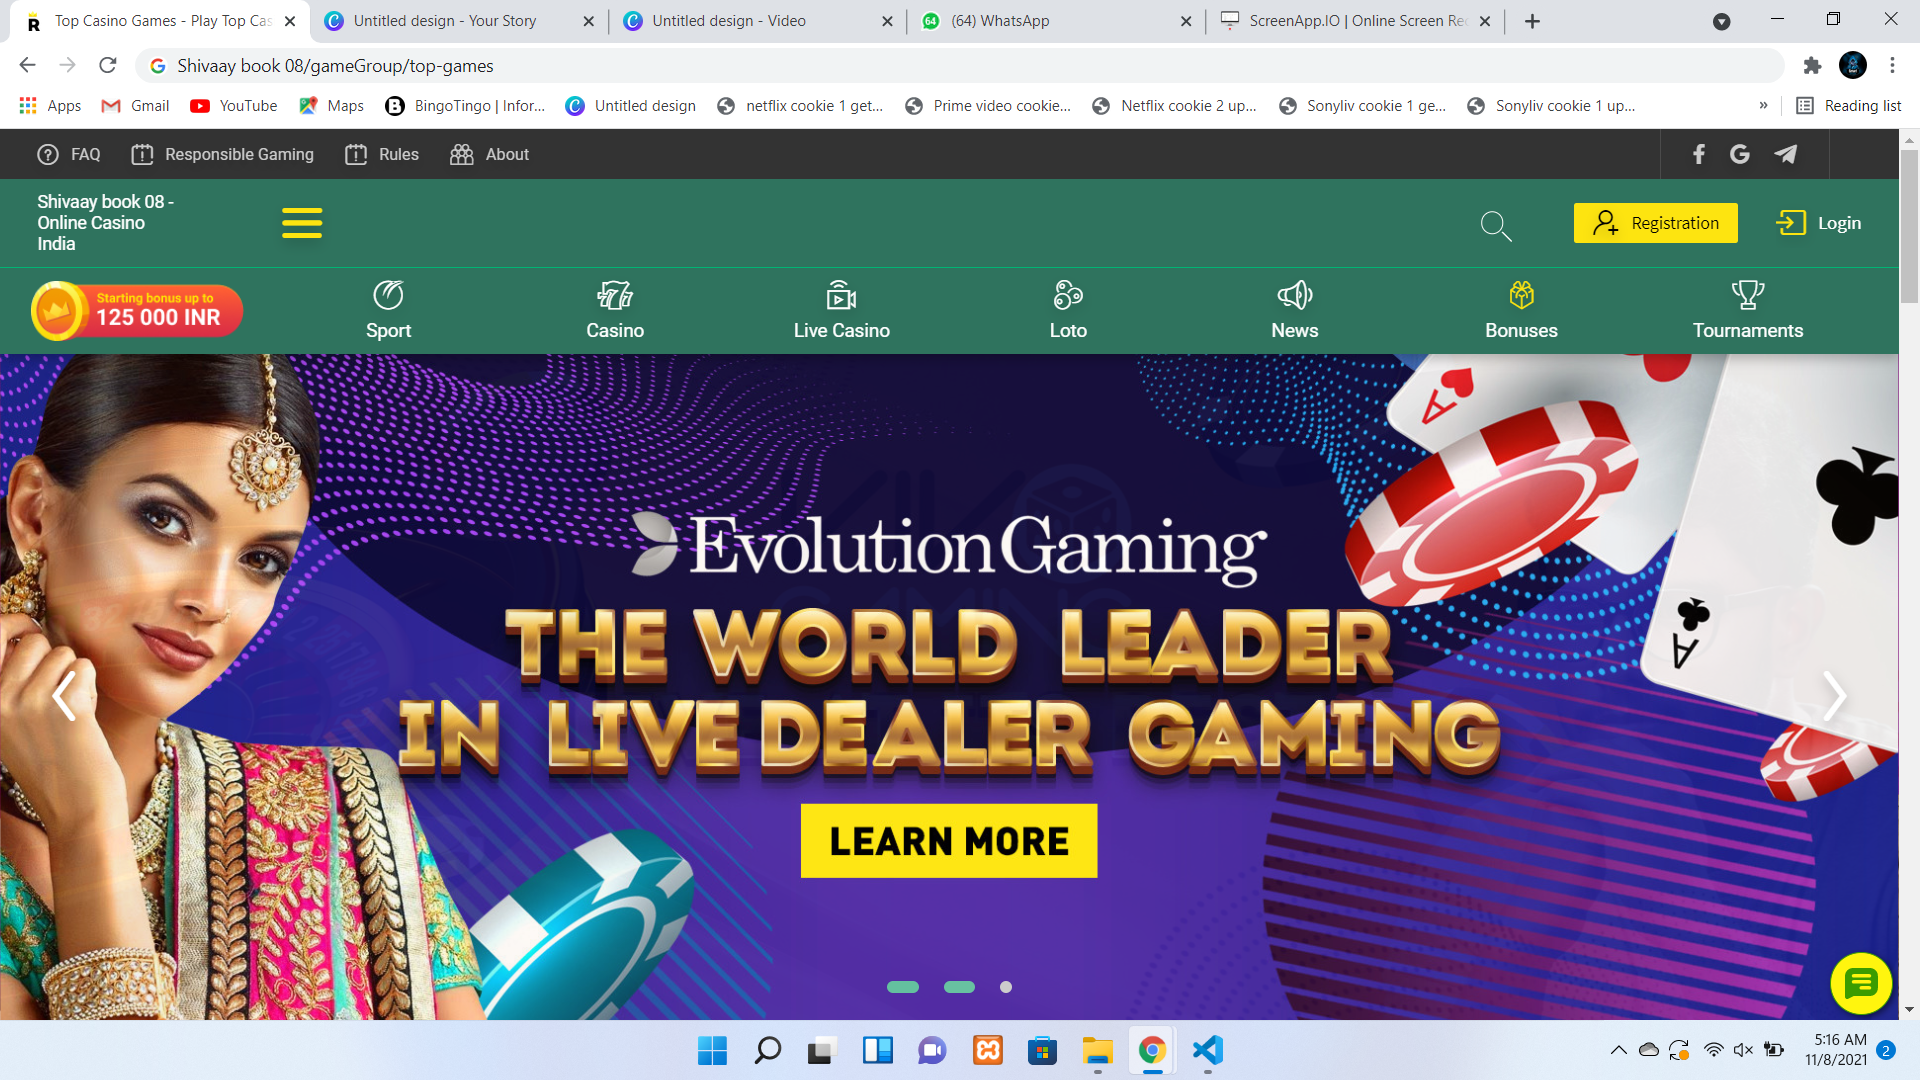 Top Casino Games - Play Top Cas
Untitled design - Your Story
Untitled design - Video
64
(64) WhatsApp
ScreenApp.IO | Online Screen Rec
Shivaay book 08/gameGroup/top-games
Apps
Gmail
YouTube
Maps
BingoTingo | Infor...
Untitled design
netflix cookie 1 get...
Prime video cookie...
Netflix cookie 2 up...
Sonyliv cookie 1 ge...
Sonyliv cookie 1 up...
»
Reading list
FAQ
Responsible Gaming
Rules
About
Shivaay book 08 -
Online Casino
India
Registration
Login
Starting bonus up to
125 000 INR
Sport
Casino
Live Casino
Loto
News
Bonuses
Tournaments
Evolution Gaming
THE WORLD LEADER
IN LIVE DEALER GAMING
LEARN MORE
A
A
5:16 AM
11/8/2021
2